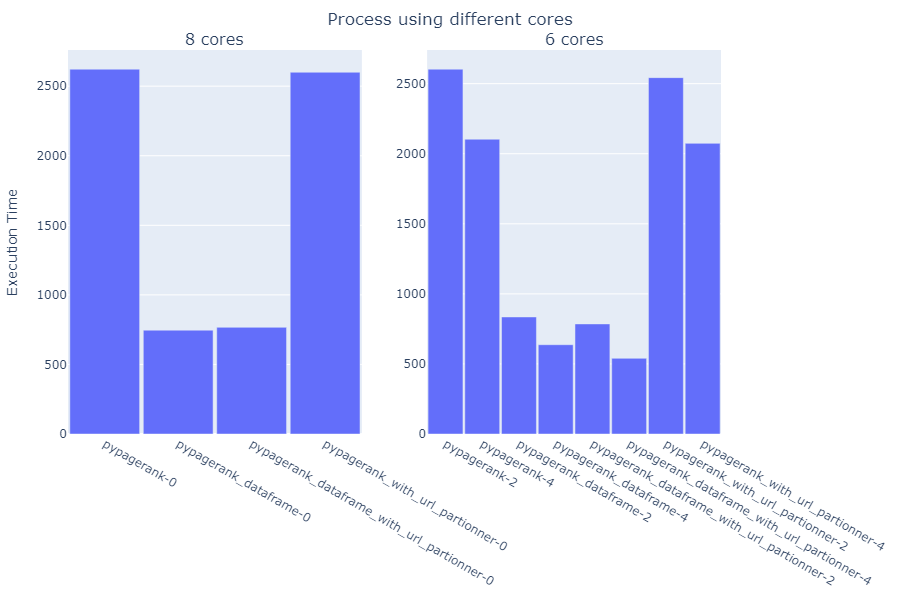 Process using different cores
8 cores
6 cores
Execution Time
2500
2000
1500
1000
500
0
pypagerank-0
pypagerank_dataframe-0
pypagerank_dataframe_with_url_partionner-0
pypagerank_with_url_partionner-0
2500
2000
1500
1000
500
0
pypagerank-2
pypagerank-4
pypagerank_dataframe-2
pypagerank_dataframe-4
pypagerank_dataframe_with_url_partionner-2
pypagerank_dataframe_with_url_partionner-4
pypagerank_with_url_partionner-2
pypagerank_with_url_partionner-4